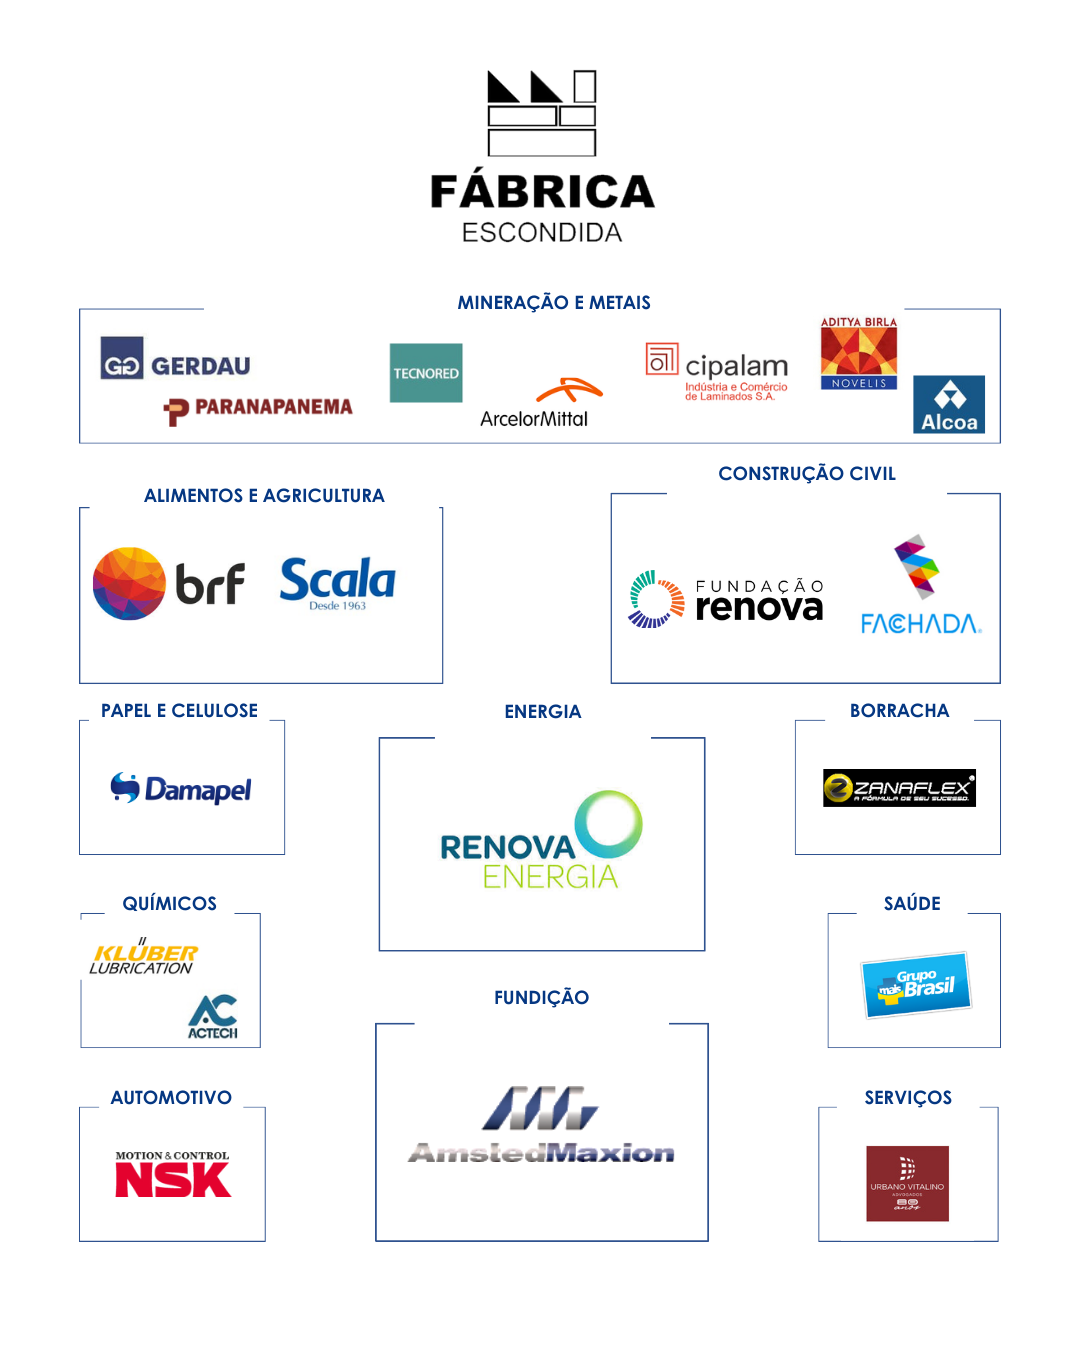 FÁBRICA
ESCONDIDA
MINERAÇÃO E METAIS
GERDAU
PARANAPANEMA
TECNORED
ArcelorMittal
cipalam
Indústria e Comércio
de Laminados S.A.
ADITYA BIRLA
NOVELIS
Alcoa
ALIMENTOS E AGRICULTURA
brf
Scala
Desde 1963
CONSTRUÇÃO CIVIL
FUNDAÇÃO
renova
FACHADA
PAPEL E CELULOSE
Damapel
ENERGIA
RENOVA
ENERGIA
BORRACHA
ZANAFLEX
A FÓRMULA DE SEU SUCESSO.
QUÍMICOS
KLÜBER
LUBRICATION
ACTECH
SAÚDE
Grupo
mais Brasil
FUNDIÇÃO
AmstedMaxion
AUTOMOTIVO
MOTION & CONTROL
NSK
SERVIÇOS
URBANO VITALINO
ADVOGADOS
80
anos